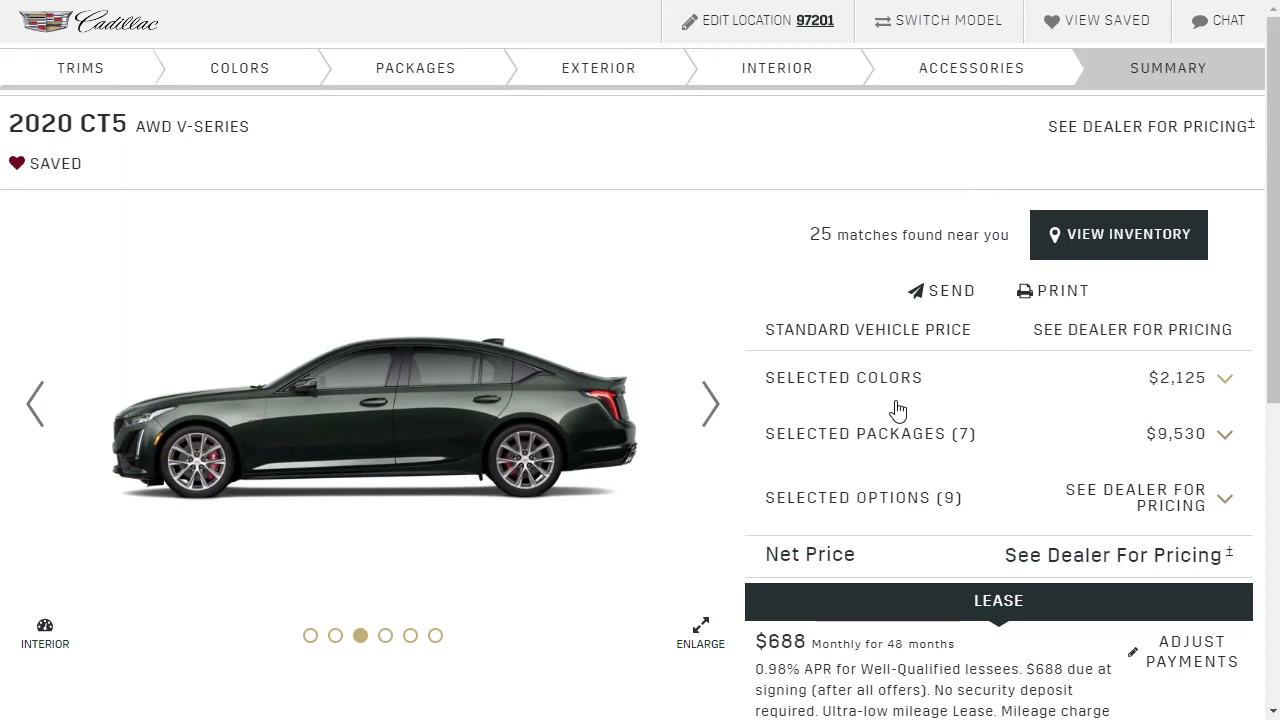 Cadillac
EDIT LOCATION 97201
SWITCH MODEL
VIEW SAVED
CHAT
TRIMS
COLORS
PACKAGES
EXTERIOR
INTERIOR
ACCESSORIES
SUMMARY
2020 CT5 AWD V-SERIES
SEE DEALER FOR PRICING±
SAVED
25 matches found near you
VIEW INVENTORY
SEND
PRINT
STANDARD VEHICLE PRICE
SEE DEALER FOR PRICING
SELECTED COLORS
$2,125
SELECTED PACKAGES (7)
$9,530
SELECTED OPTIONS (9)
SEE DEALER FOR
PRICING
Net Price
See Dealer For Pricing ±
LEASE
$688 Monthly for 48 months
ADJUST
PAYMENTS
0.98% APR for Well-Qualified lessees. $688 due at
signing (after all offers). No security deposit
required. Ultra-low mileage Lease. Mileage charge
INTERIOR
ENLARGE